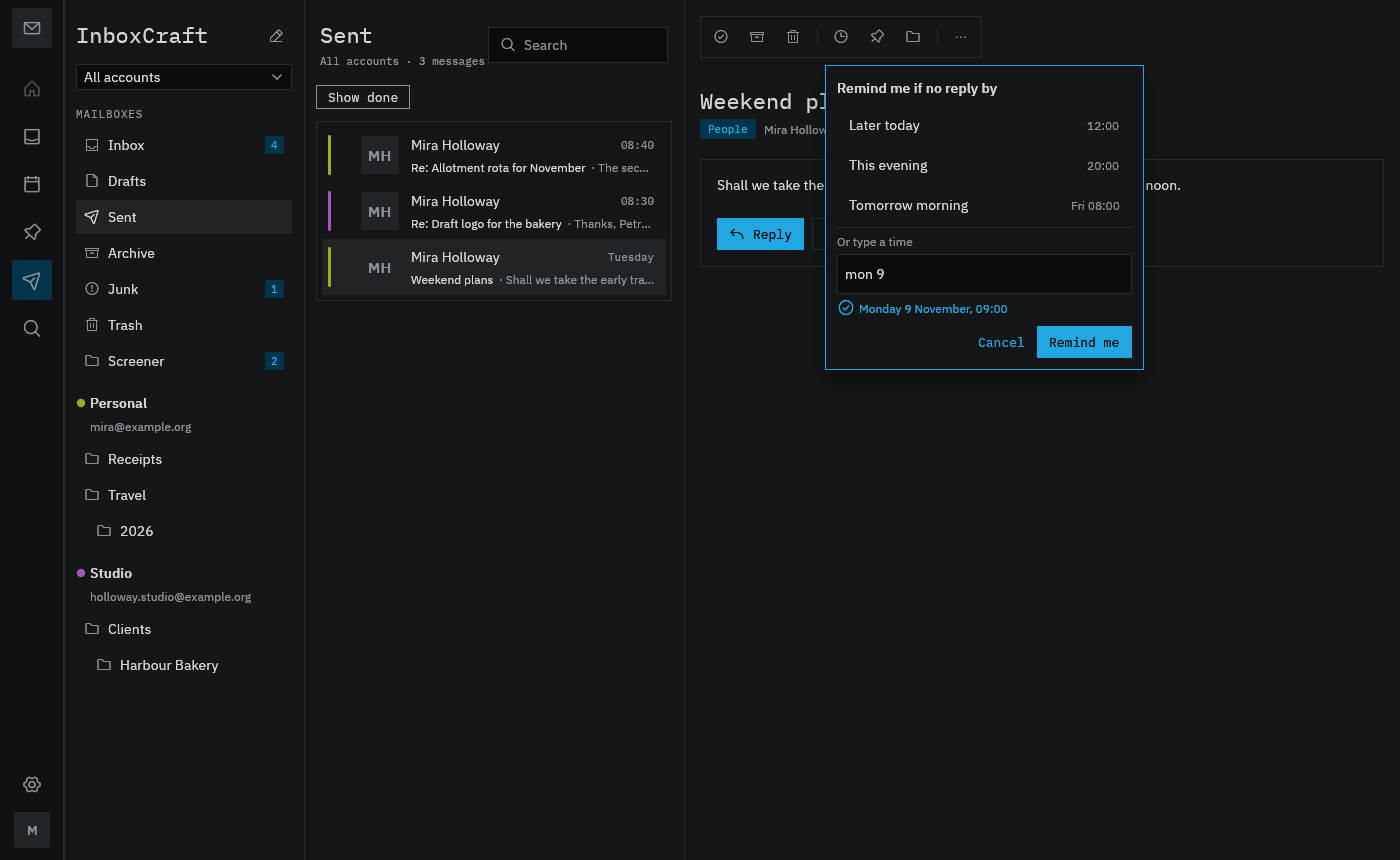 InboxCraft
All accounts
MAILBOXES
Inbox 4
Drafts
Sent
Archive
Junk 1
Trash
Screener 2
Personal
mira@example.org
Receipts
Travel
2026
Studio
holloway.studio@example.org
Clients
Harbour Bakery
M
Sent
All accounts · 3 messages
Search
Show done
MH Mira Holloway 08:40
Re: Allotment rota for November · The sec…
MH Mira Holloway 08:30
Re: Draft logo for the bakery · Thanks, Petr…
MH Mira Holloway Tuesday
Weekend plans · Shall we take the early tra…
Weekend pl
People Mira Hollow
Shall we take the
noon.
Reply
Remind me if no reply by
Later today 12:00
This evening 20:00
Tomorrow morning Fri 08:00
Or type a time
mon 9
Monday 9 November, 09:00
Cancel Remind me